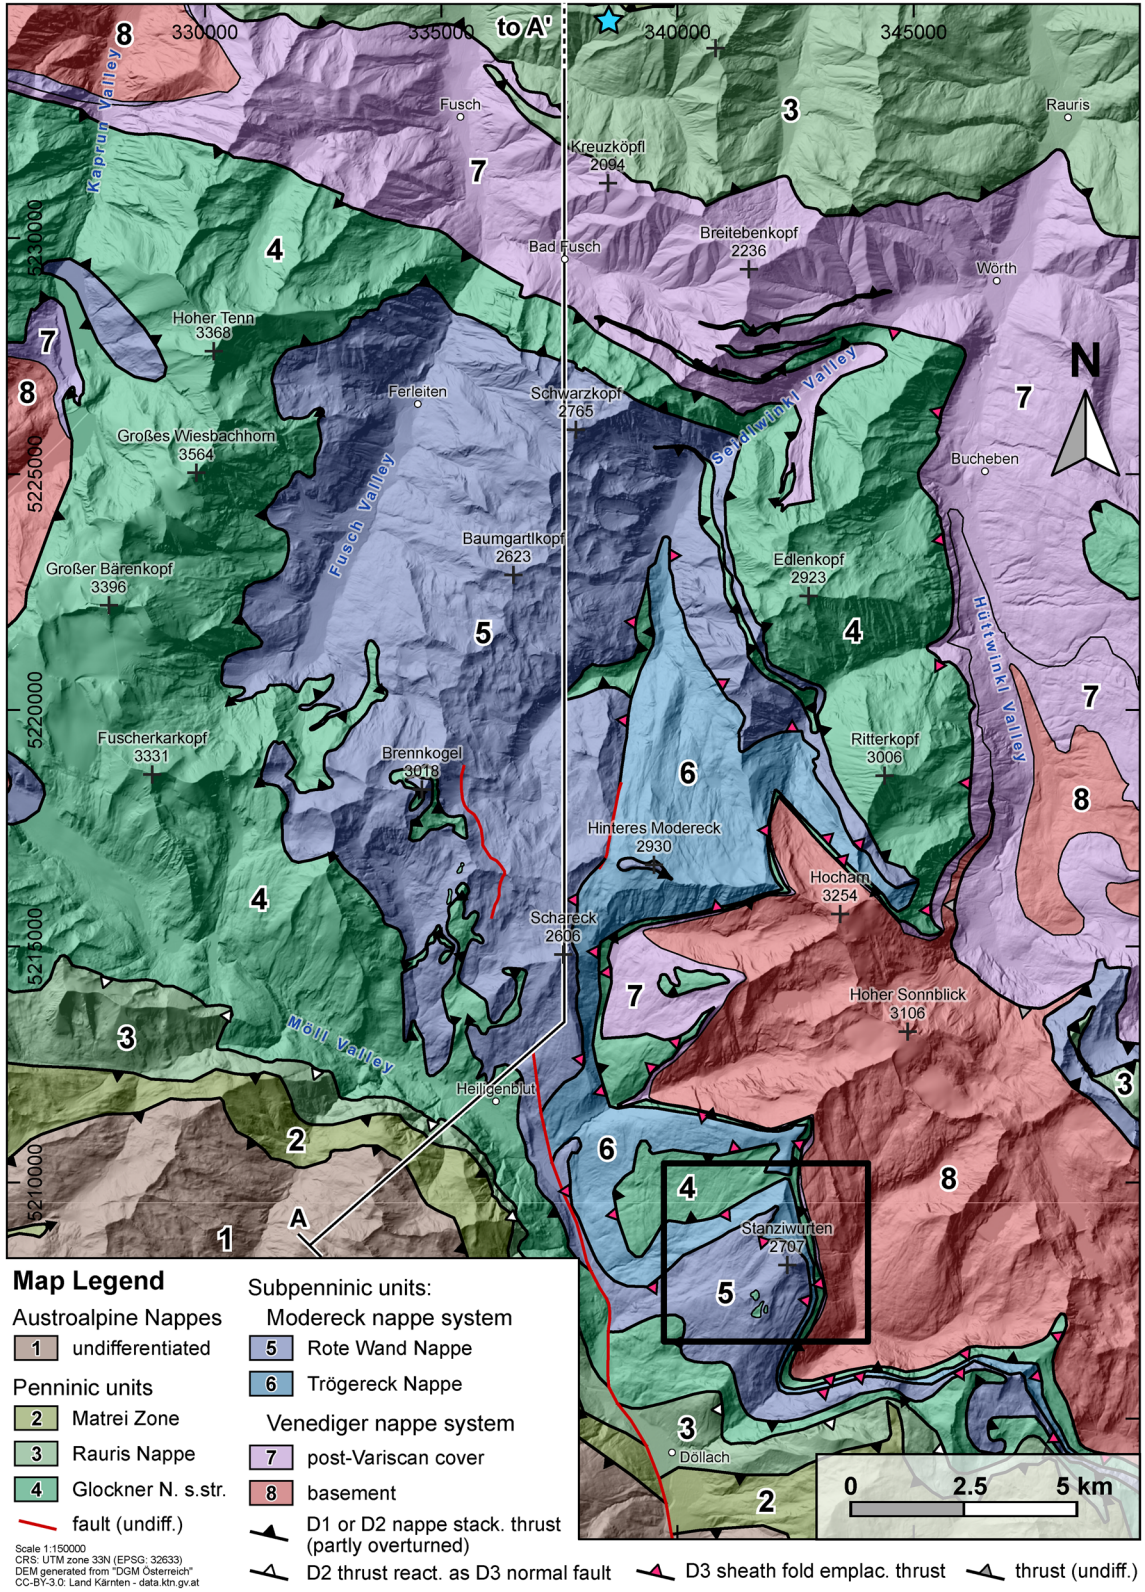 8
330000
335000
to A'
340000
345000
Kaprun Valley
Fusch
3
Rauris
7
Kreuzköpfl
2094
5230000
4
Breitebenkopf
2236
Bad Fusch
Wörth
Hoher Tenn
3368
7
N
8
Ferleiten
Schwarzkopf
2765
Seidlwinkl Valley
7
Großes Wiesbachhorn
3564
5225000
Bucheben
Fusch Valley
Baumgartlkopf
2623
Edlenkopf
2923
Großer Bärenkopf
3396
5
4
Hüttwinkl Valley
7
5220000
Fuscherkarkopf
3331
Brennkogel
3018
6
Ritterkopf
3006
8
Hinteres Modereck
2930
Hocharn
3254
4
Schareck
2606
5215000
7
Hoher Sonnblick
3106
3
Möll Valley
3
Heiligenblut
2
6
8
4
5210000
A
1
Stanziwurten
2707
5
3
Döllach
2
0 2.5 5 km
Map Legend
Austroalpine Nappes
1 undifferentiated
Penninic units
2 Matrei Zone
3 Rauris Nappe
4 Glockner N. s.str.
fault (undiff.)
Scale 1:150000
CRS: UTM zone 33N (EPSG: 32633)
DEM generated from "DGM Österreich"
CC-BY-3.0: Land Kärnten - data.ktn.gv.at
Subpenninic units:
Modereck nappe system
5 Rote Wand Nappe
6 Trögereck Nappe
Venediger nappe system
7 post-Variscan cover
8 basement
D1 or D2 nappe stack. thrust
(partly overturned)
D2 thrust react. as D3 normal fault
D3 sheath fold emplac. thrust
thrust (undiff.)